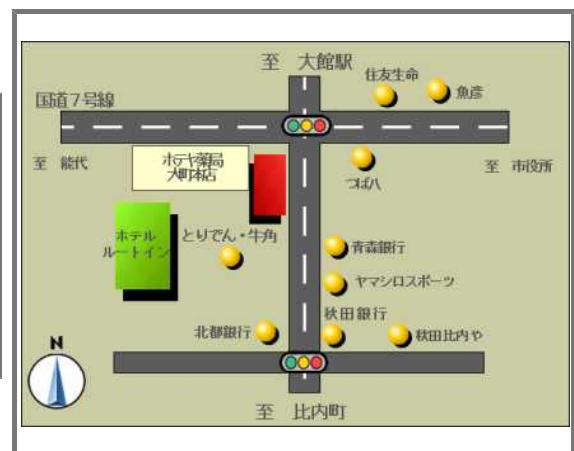 至 大館駅
住友生命
魚彦
国道7号線
至 能代
ホテヤ薬局
大町本店
つぼ八
至 市役所
ホテル
ルートイン
とりでん・牛角
青森銀行
ヤマシロスポーツ
秋田銀行
北都銀行
秋田比内や
N
至 比内町